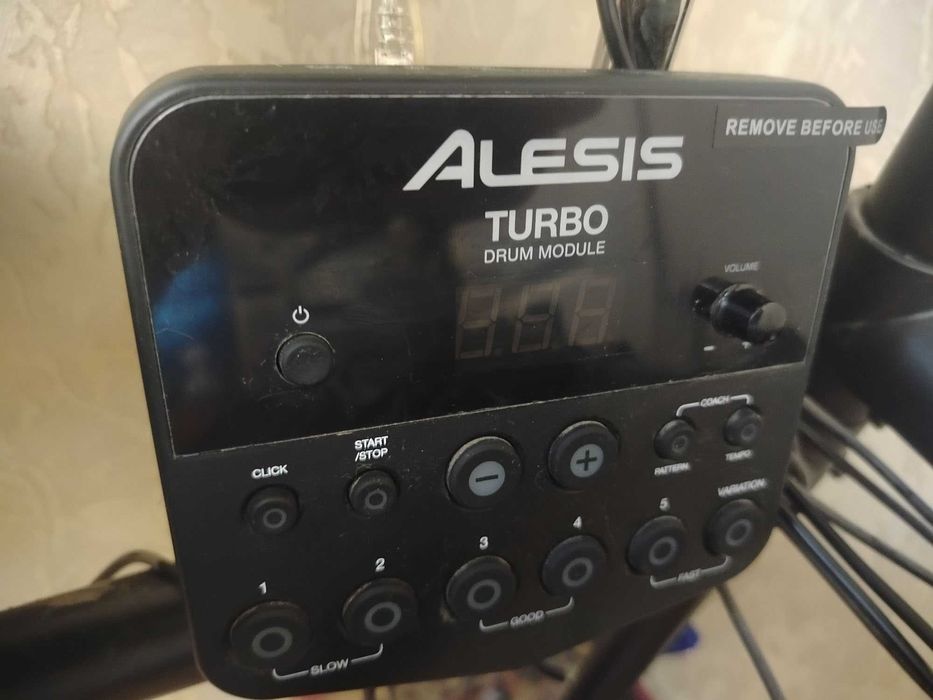 REMOVE BEFORE USE
ALESIS
TURBO
DRUM MODULE
VOLUME
- +
COACH
START
/STOP
CLICK
- +
PATTERN
TEMPO
VARIATION
1 2 3 4 5
SLOW
GOOD
FAST